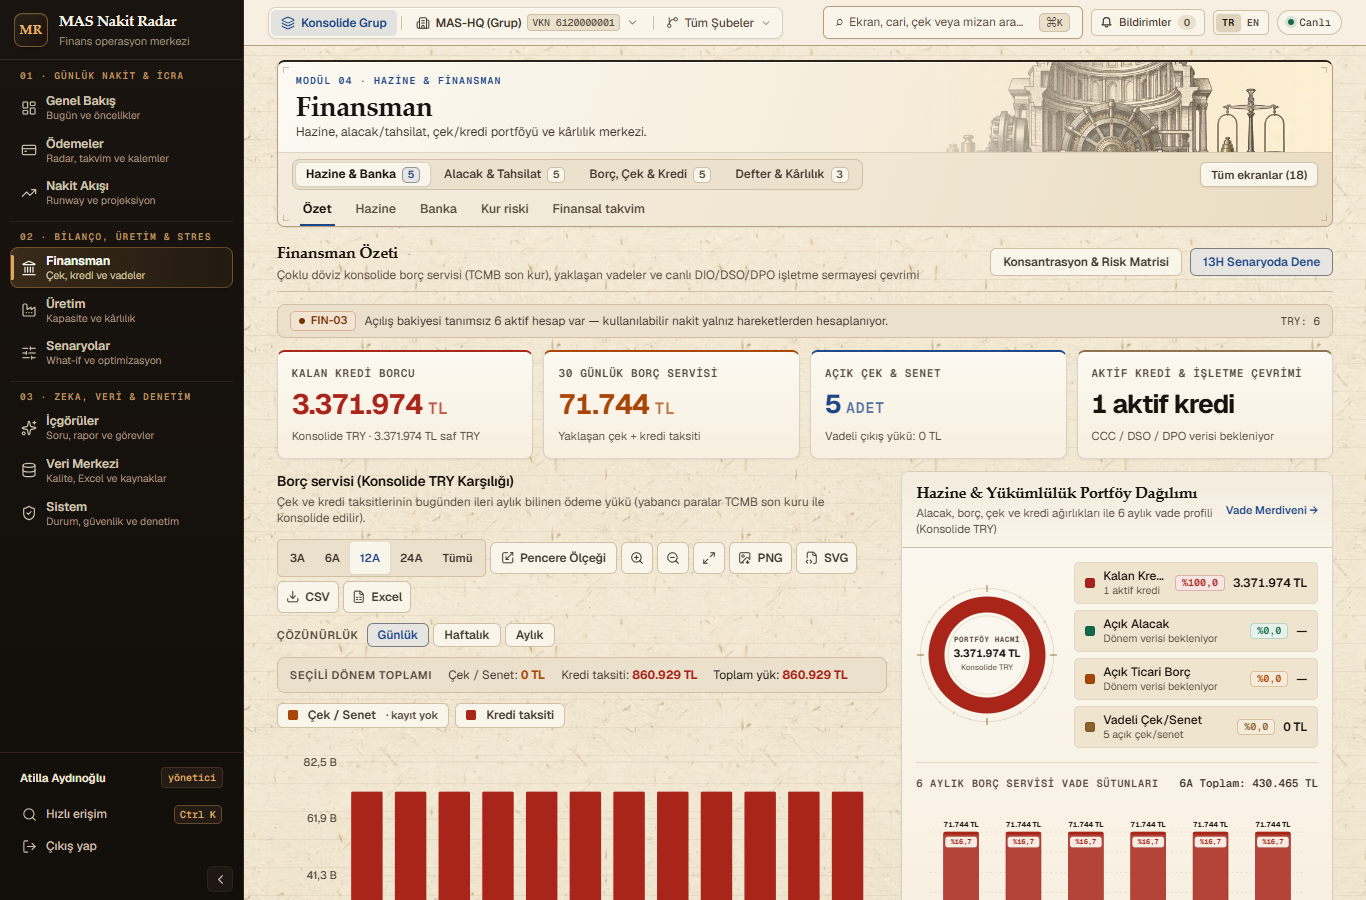 MR
MAS Nakit Radar
Finans operasyon merkezi
01 · GÜNLÜK NAKİT & İCRA
Genel Bakış
Bugün ve öncelikler
Ödemeler
Radar, takvim ve kalemler
Nakit Akışı
Runway ve projeksiyon
02 · BİLANÇO, ÜRETİM & STRES
Finansman
Çek, kredi ve vadeler
Üretim
Kapasite ve kârlılık
Senaryolar
What-if ve optimizasyon
03 · ZEKA, VERİ & DENETİM
İçgörüler
Soru, rapor ve görevler
Veri Merkezi
Kalite, Excel ve kaynaklar
Sistem
Durum, güvenlik ve denetim
Atilla Aydınoğlu yönetici
Hızlı erişim Ctrl K
Çıkış yap
Konsolide Grup MAS-HQ (Grup) VKN 6120000001 Tüm Şubeler Ekran, cari, çek veya mizan ara... ⌘K Bildirimler 0 TR EN Canlı
MODÜL 04 · HAZİNE & FİNANSMAN
Finansman
Hazine, alacak/tahsilat, çek/kredi portföyü ve kârlılık merkezi.
Hazine & Banka 5 Alacak & Tahsilat 5 Borç, Çek & Kredi 5 Defter & Kârlılık 3 Tüm ekranlar (18)
Özet Hazine Banka Kur riski Finansal takvim
Finansman Özeti
Çoklu döviz konsolide borç servisi (TCMB son kur), yaklaşan vadeler ve canlı DIO/DSO/DPO işletme sermayesi çevrimi
Konsantrasyon & Risk Matrisi 13H Senaryoda Dene
FIN-03 Açılış bakiyesi tanımsız 6 aktif hesap var — kullanılabilir nakit yalnız hareketlerden hesaplanıyor. TRY: 6
KALAN KREDİ BORCU
3.371.974 TL
Konsolide TRY · 3.371.974 TL saf TRY
30 GÜNLÜK BORÇ SERVİSİ
71.744 TL
Yaklaşan çek + kredi taksiti
AÇIK ÇEK & SENET
5 ADET
Vadeli çıkış yükü: 0 TL
AKTİF KREDİ & İŞLETME ÇEVRİMİ
1 aktif kredi
CCC / DSO / DPO verisi bekleniyor
Borç servisi (Konsolide TRY Karşılığı)
Çek ve kredi taksitlerinin bugünden ileri aylık bilinen ödeme yükü (yabancı paralar TCMB son kuru ile
konsolide edilir).
3A 6A 12A 24A Tümü Pencere Ölçeği PNG SVG
CSV Excel
ÇÖZÜNÜRLÜK Günlük Haftalık Aylık
SEÇİLİ DÖNEM TOPLAMI Çek / Senet: 0 TL Kredi taksiti: 860.929 TL Toplam yük: 860.929 TL
Çek / Senet · kayıt yok Kredi taksiti
82,5 B
61,9 B
41,3 B
Hazine & Yükümlülük Portföy Dağılımı
Alacak, borç, çek ve kredi ağırlıkları ile 6 aylık vade profili
(Konsolide TRY)
Vade Merdiveni →
PORTFÖY HACMİ
3.371.974 TL
Konsolide TRY
Kalan Kre... %100,0 3.371.974 TL
1 aktif kredi
Açık Alacak %0,0 —
Dönem verisi bekleniyor
Açık Ticari Borç %0,0 —
Dönem verisi bekleniyor
Vadeli Çek/Senet %0,0 0 TL
5 açık çek/senet
6 AYLIK BORÇ SERVİSİ VADE SÜTUNLARI 6A Toplam: 430.465 TL
71.744 TL 71.744 TL 71.744 TL 71.744 TL 71.744 TL 71.744 TL
%16,7 %16,7 %16,7 %16,7 %16,7 %16,7